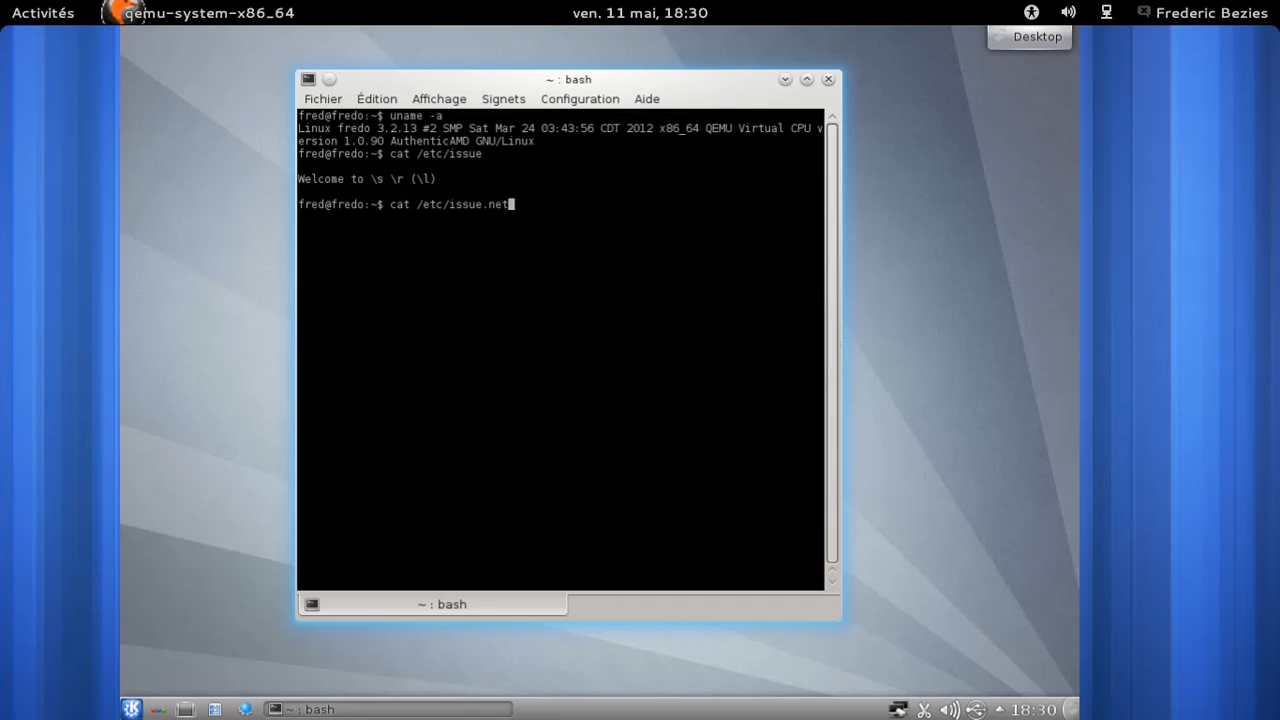 Activités qemu-system-x86_64 ven. 11 mai, 18:30 Frederic Bezies
Desktop
~ : bash
Fichier Édition Affichage Signets Configuration Aide
fred@fredo:~$ uname -a
Linux fredo 3.2.13 #2 SMP Sat Mar 24 03:43:56 CDT 2012 x86_64 QEMU Virtual CPU v
ersion 1.0.90 AuthenticAMD GNU/Linux
fred@fredo:~$ cat /etc/issue
Welcome to \s \r (\l)
fred@fredo:~$ cat /etc/issue.net
~ : bash
~ : bash 18:30